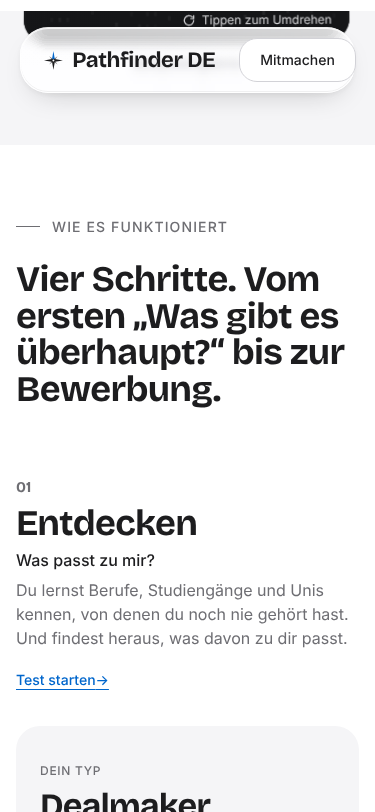 Tippen zum Umdrehen
Pathfinder DE
Mitmachen
WIE ES FUNKTIONIERT
Vier Schritte. Vom
ersten „Was gibt es
überhaupt?“ bis zur
Bewerbung.
01
Entdecken
Was passt zu mir?
Du lernst Berufe, Studiengänge und Unis
kennen, von denen du noch nie gehört hast.
Und findest heraus, was davon zu dir passt.
Test starten→
DEIN TYP
Dealmaker